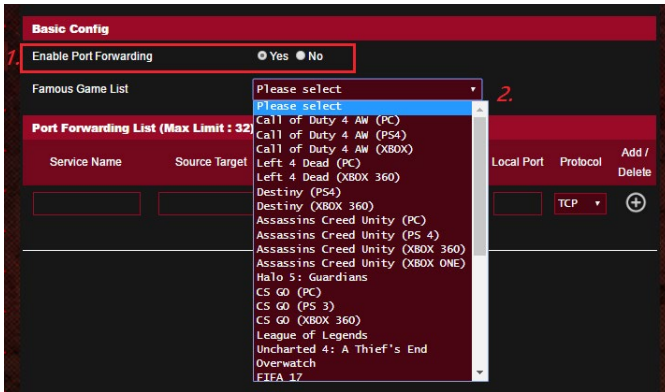 Basic Config
1.
Enable Port Forwarding Yes No
Famous Game List Please select
2.
Please select
Call of Duty 4 AW (PC)
Port Forwarding List (Max Limit : 32)
Call of Duty 4 AW (PS4)
Call of Duty 4 AW (XBOX)
Left 4 Dead (PC)
Left 4 Dead (XBOX 360)
Destiny (PS4)
Destiny (XBOX 360)
Assassins Creed Unity (PC)
Assassins Creed Unity (PS 4)
Assassins Creed Unity (XBOX 360)
Assassins Creed Unity (XBOX ONE)
Halo 5: Guardians
CS GO (PC)
CS GO (PS 3)
CS GO (XBOX 360)
League of Legends
Uncharted 4: A Thief's End
Overwatch
FIFA 17
Service Name Source Target Local Port Protocol Add /
Delete
TCP